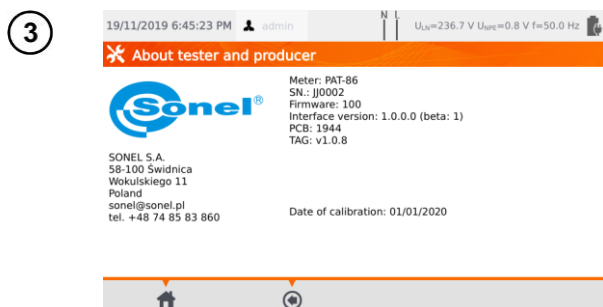 3
19/11/2019 6:45:23 PM admin N L ULN=236.7 V UNPE=0.8 V f=50.0 Hz
About tester and producer
Sonel®
Meter: PAT-86
SN.: JJ0002
Firmware: 100
Interface version: 1.0.0.0 (beta: 1)
PCB: 1944
TAG: v1.0.8
SONEL S.A.
58-100 Świdnica
Wokulskiego 11
Poland
sonel@sonel.pl
tel. +48 74 85 83 860
Date of calibration: 01/01/2020